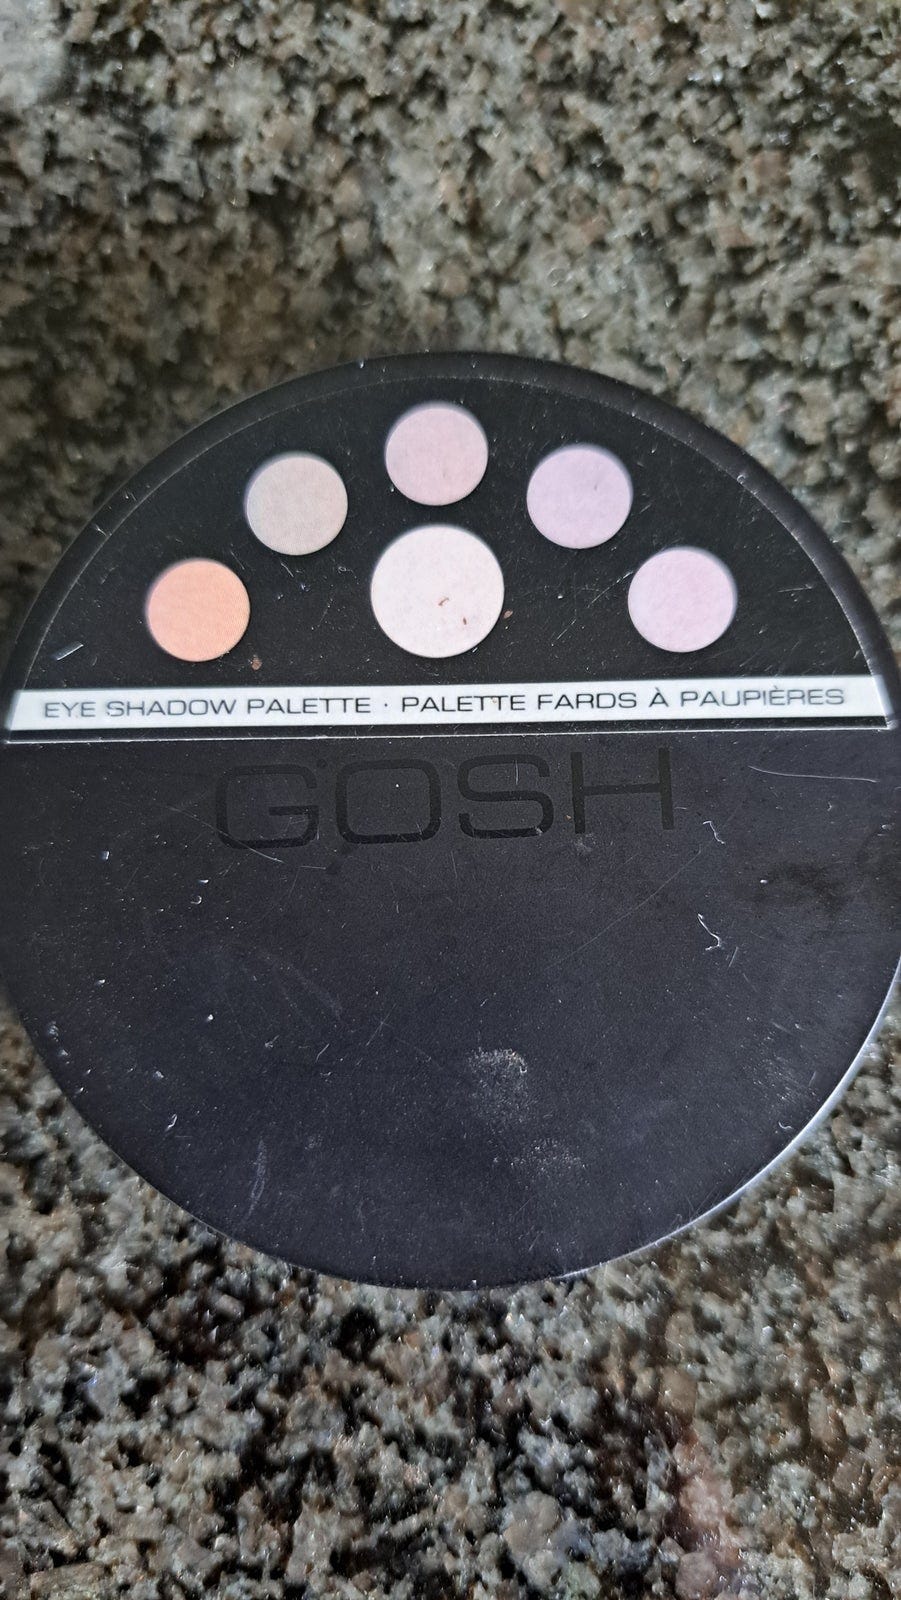 EYE SHADOW PALETTE · PALETTE FARDS À PAUPIÈRES
GOSH